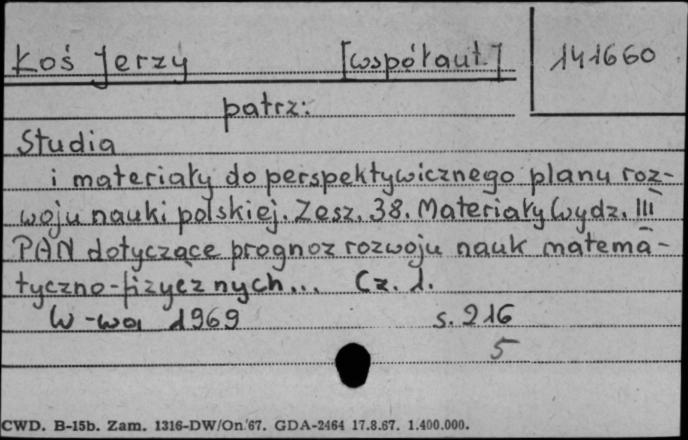 Koś Jerzy [współaut.] 141660
patrz:
Studia
i materiały do perspektywicznego planu roz-
woju nauki polskiej. Zesz. 38. Materiały Wydz. III
PAN dotyczące prognoz rozwoju nauk matema-
tyczno-fizycznych... Cz. 1.
W-wa 1969 s. 216
5
CWD. B-15b. Zam. 1316-DW/On.'67. GDA-2464 17.8.67. 1.400.000.